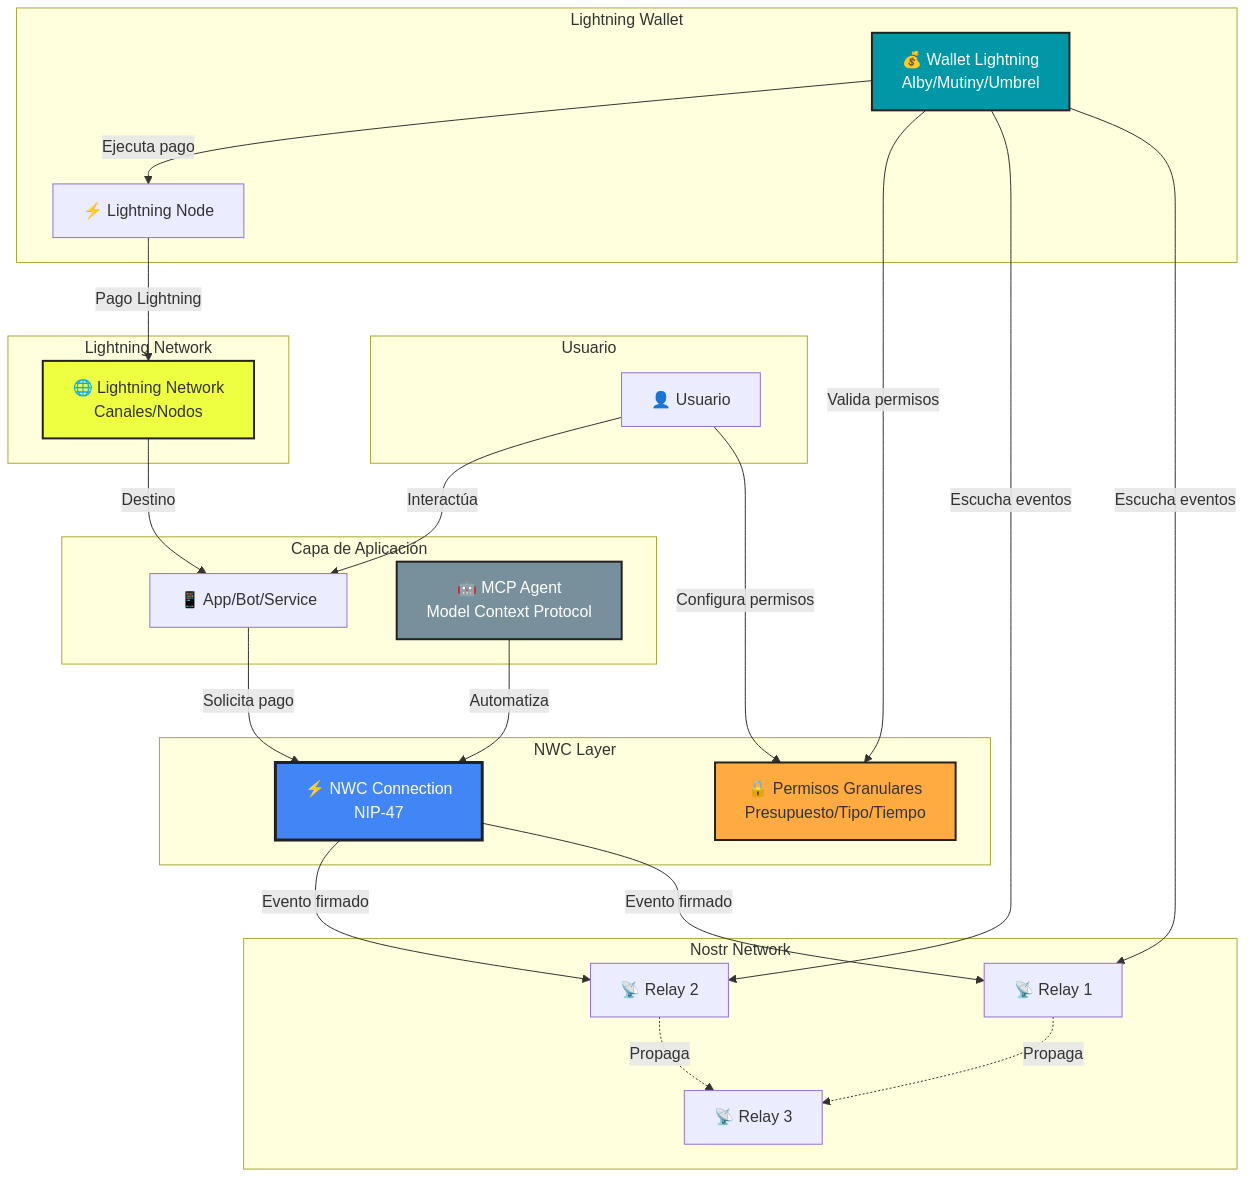 Lightning Wallet
💰 Wallet Lightning
Alby/Mutiny/Umbrel
Ejecuta pago
⚡ Lightning Node
Pago Lightning
Lightning Network
🌐 Lightning Network
Canales/Nodos
Usuario
👤 Usuario
Valida permisos
Destino
Interactúa
Escucha eventos
Escucha eventos
Capa de Aplicación
📱 App/Bot/Service
🤖 MCP Agent
Model Context Protocol
Configura permisos
Solicita pago
Automatiza
NWC Layer
⚡ NWC Connection
NIP-47
🔒 Permisos Granulares
Presupuesto/Tipo/Tiempo
Evento firmado
Evento firmado
Nostr Network
📡 Relay 2
📡 Relay 1
Propaga
Propaga
📡 Relay 3